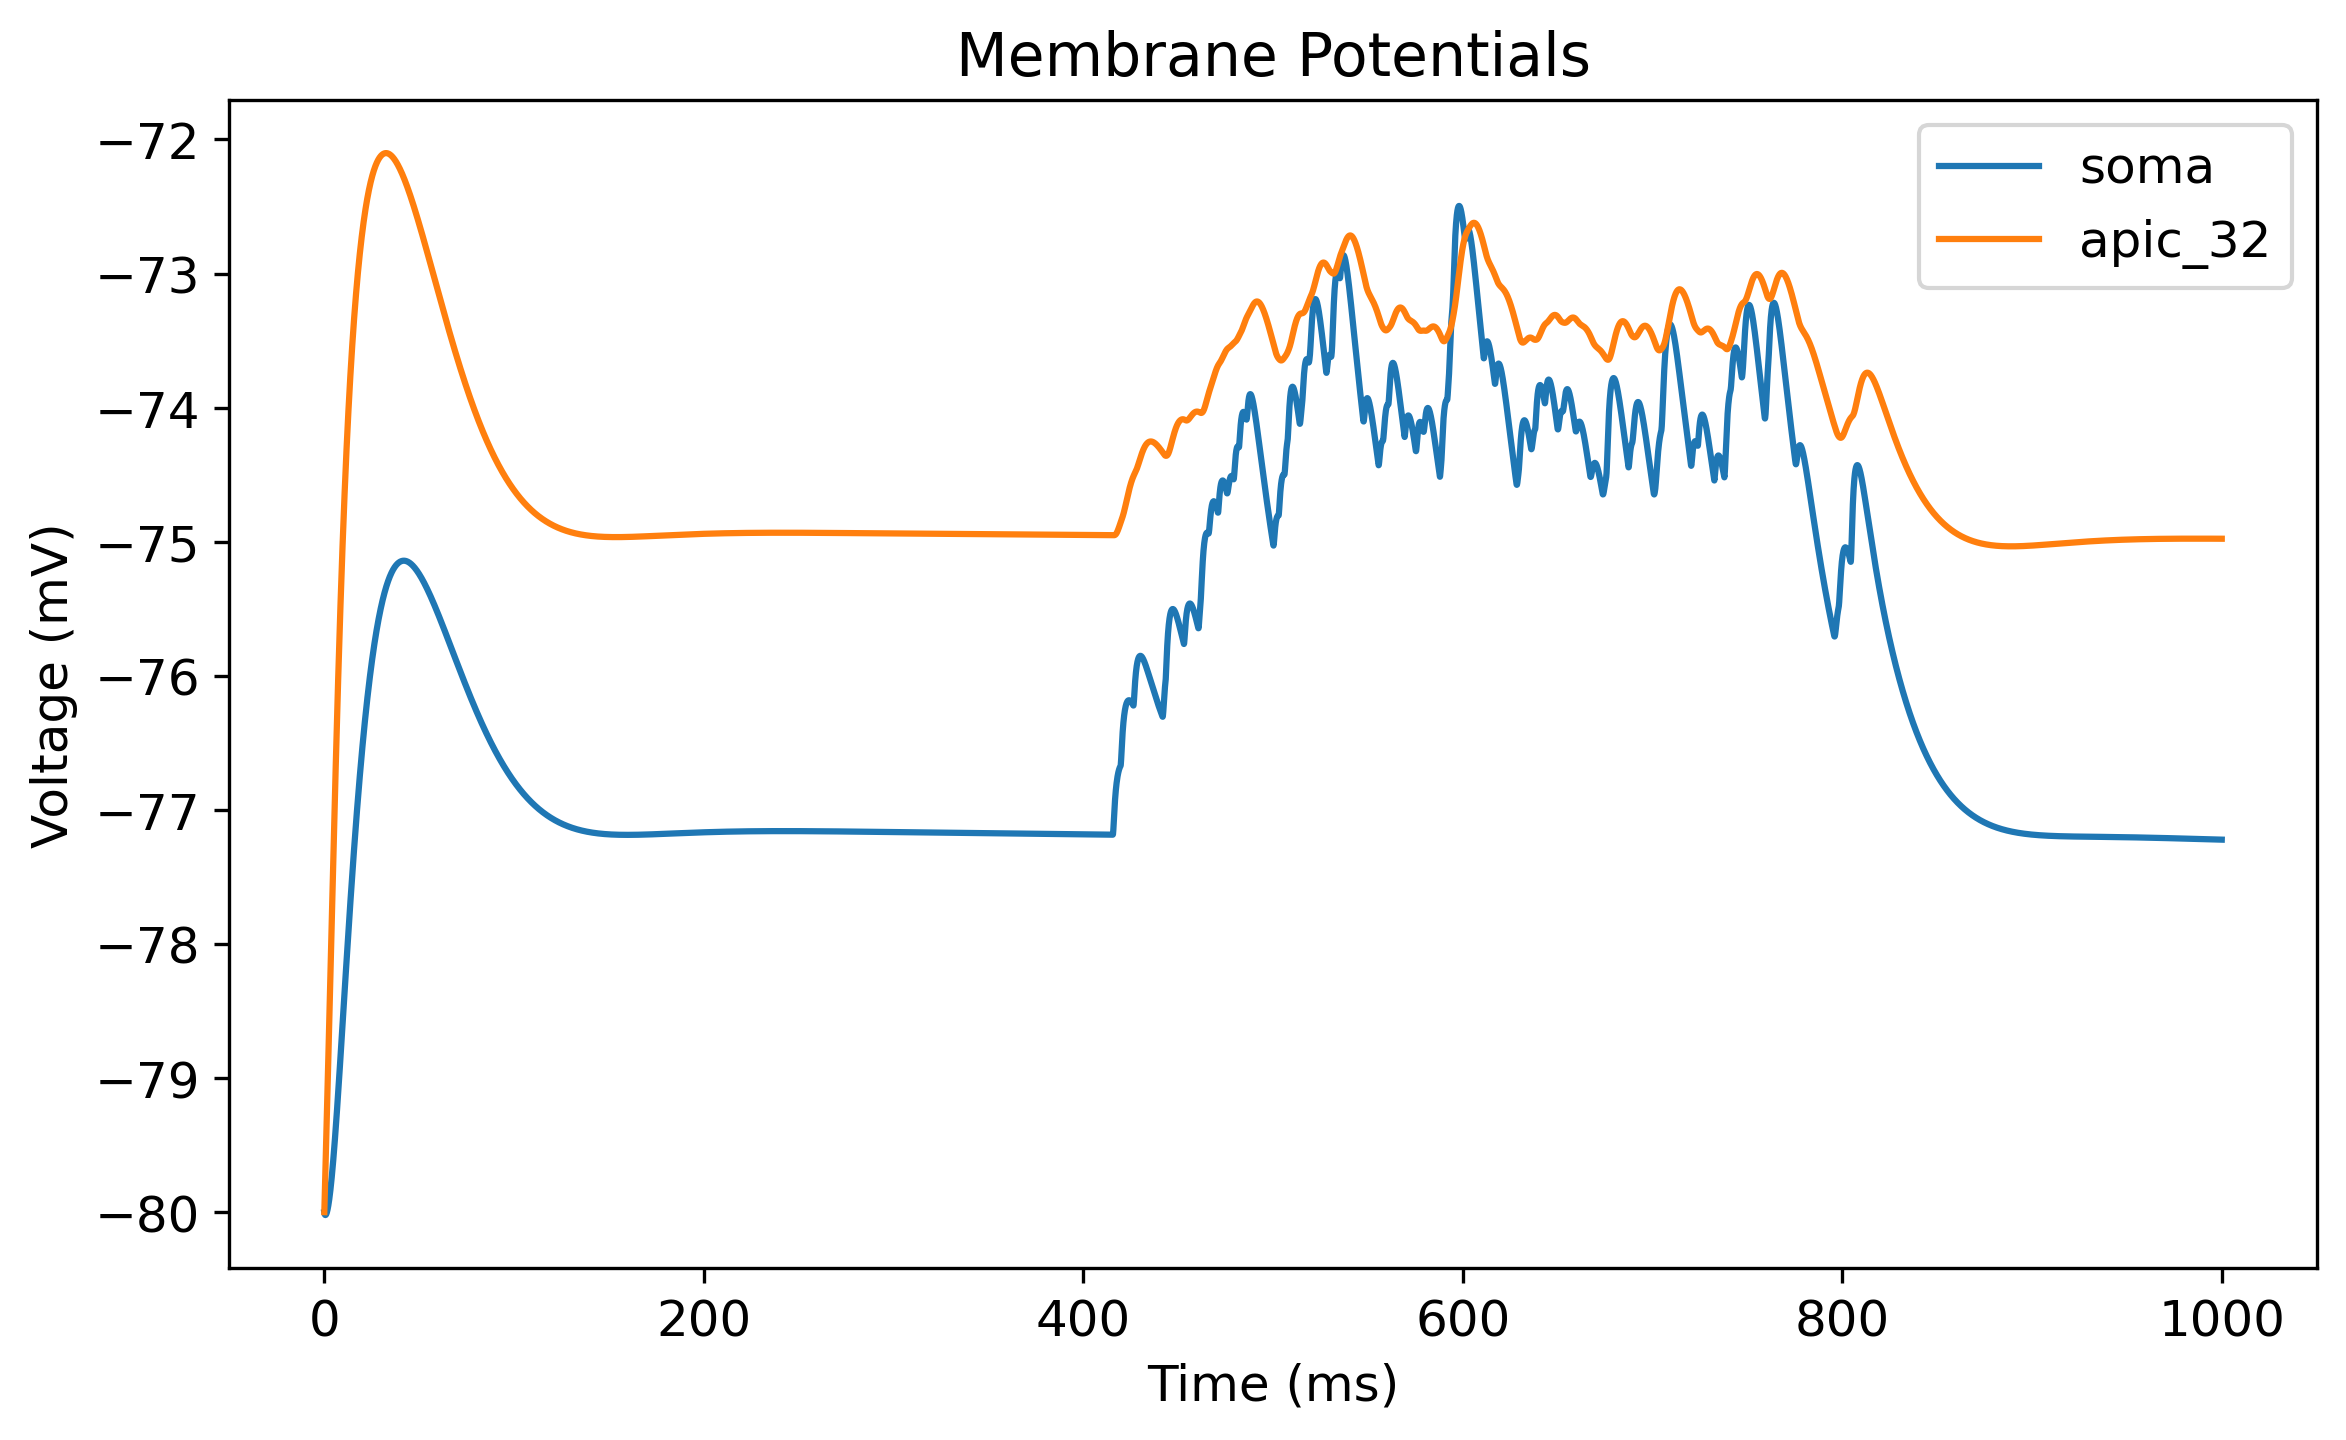 Membrane Potentials
soma
apic_32
Voltage (mV)
−72
−73
−74
−75
−76
−77
−78
−79
−80
0 200 400 600 800 1000
Time (ms)